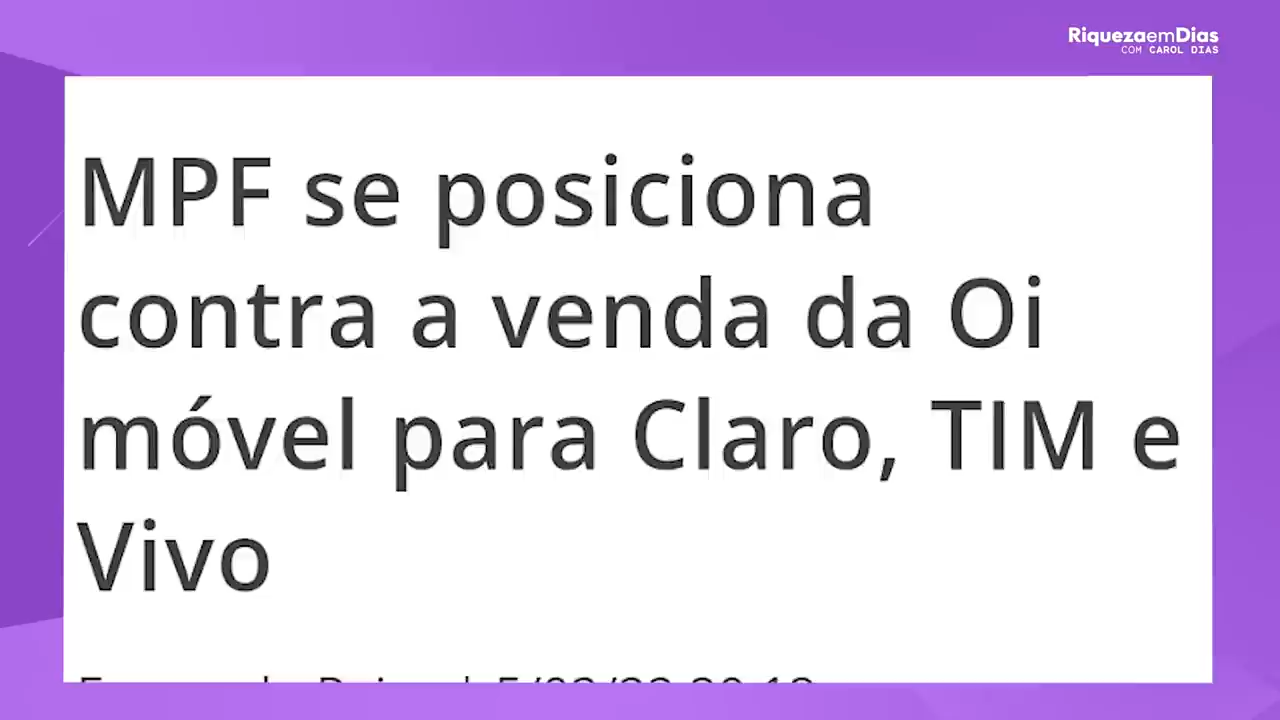 RiquezaemDias
COM CAROL DIAS
MPF se posiciona
contra a venda da Oi
móvel para Claro, TIM e
Vivo